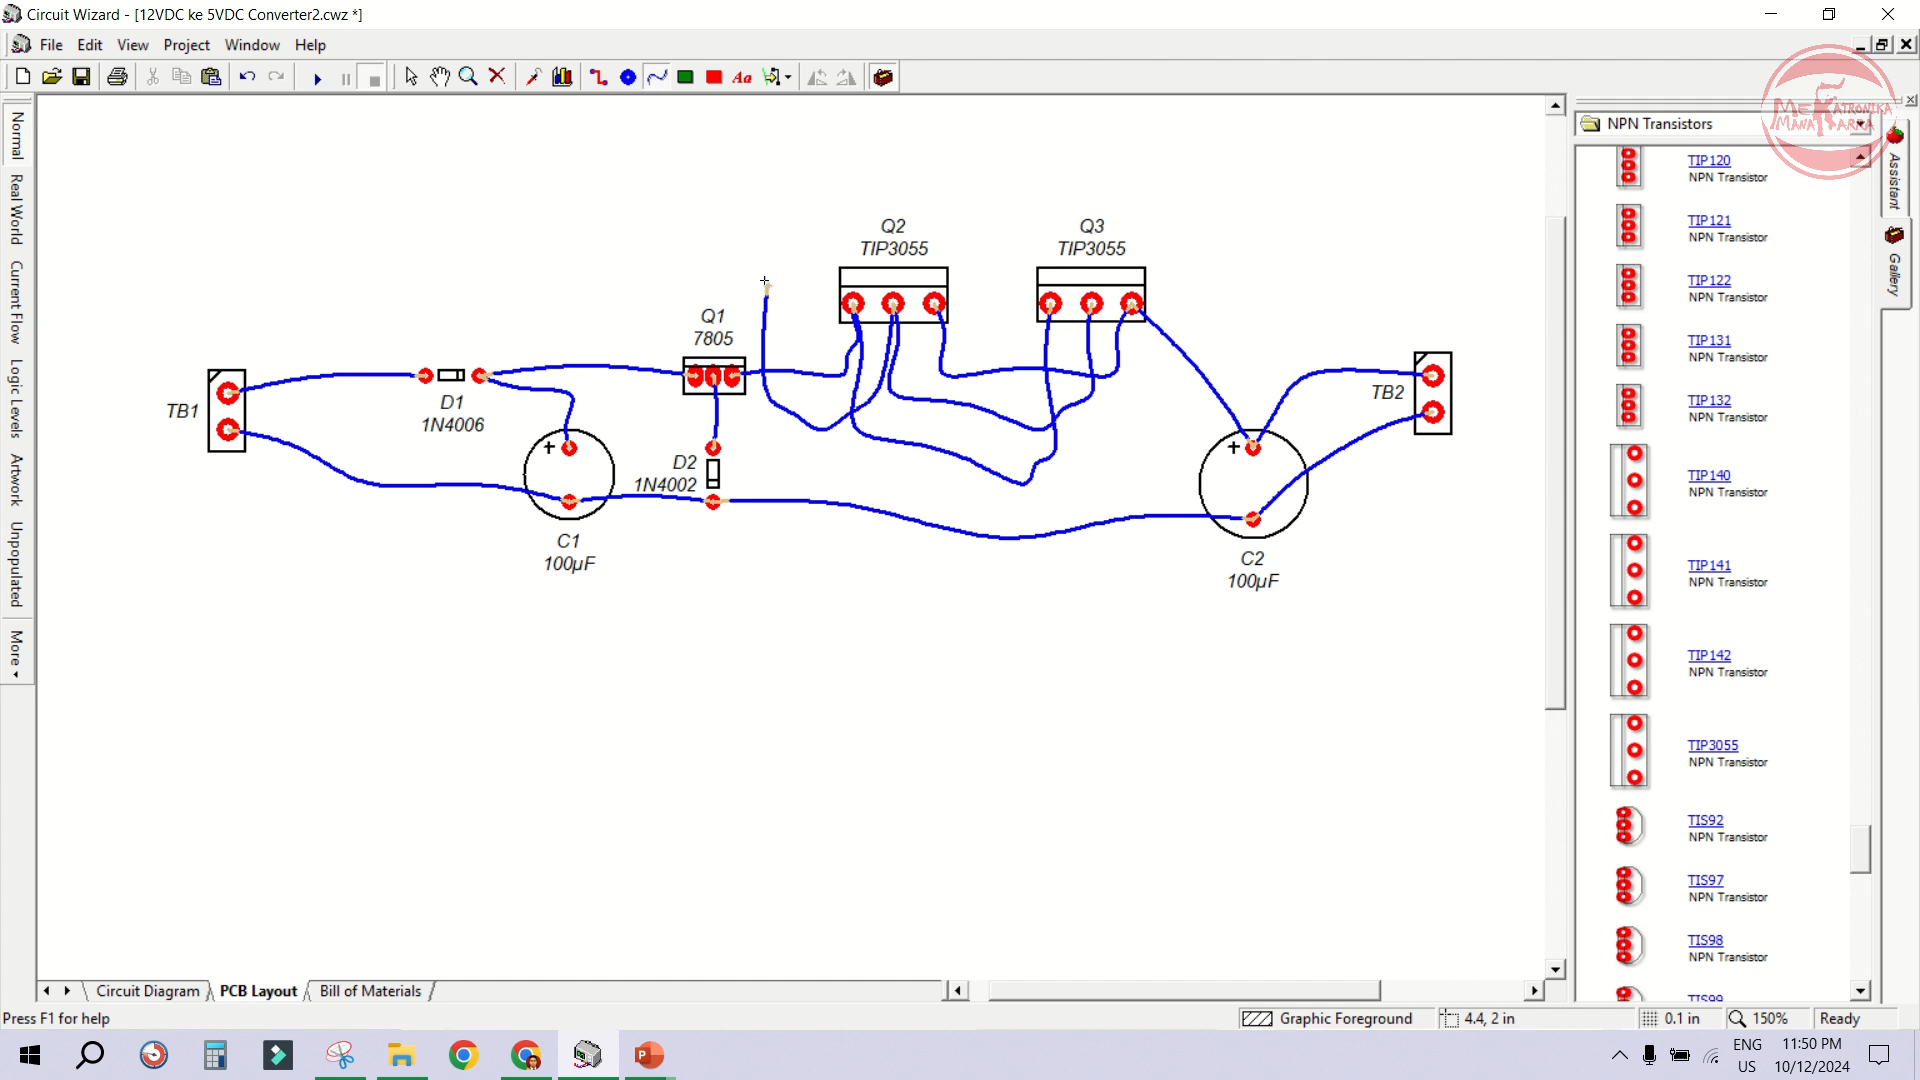 Circuit Wizard - [12VDC ke 5VDC Converter2.cwz *]
File Edit View Project Window Help
Aa
Normal
Real World
Current Flow
Logic Levels
Artwork
Unpopulated
More
Q2
TIP3055
Q3
TIP3055
Q1
7805
TB1
D1
1N4006
D2
1N4002
+
C1
100µF
+
C2
100µF
TB2
NPN Transistors
MEKATRONIKA
MANAKARRA
Assistant
Gallery
TIP120
NPN Transistor
TIP121
NPN Transistor
TIP122
NPN Transistor
TIP131
NPN Transistor
TIP132
NPN Transistor
TIP140
NPN Transistor
TIP141
NPN Transistor
TIP142
NPN Transistor
TIP3055
NPN Transistor
TIS92
NPN Transistor
TIS97
NPN Transistor
TIS98
NPN Transistor
TIS99
Circuit Diagram PCB Layout Bill of Materials
Press F1 for help
Graphic Foreground 4.4, 2 in 0.1 in 150% Ready
ENG
US
11:50 PM
10/12/2024